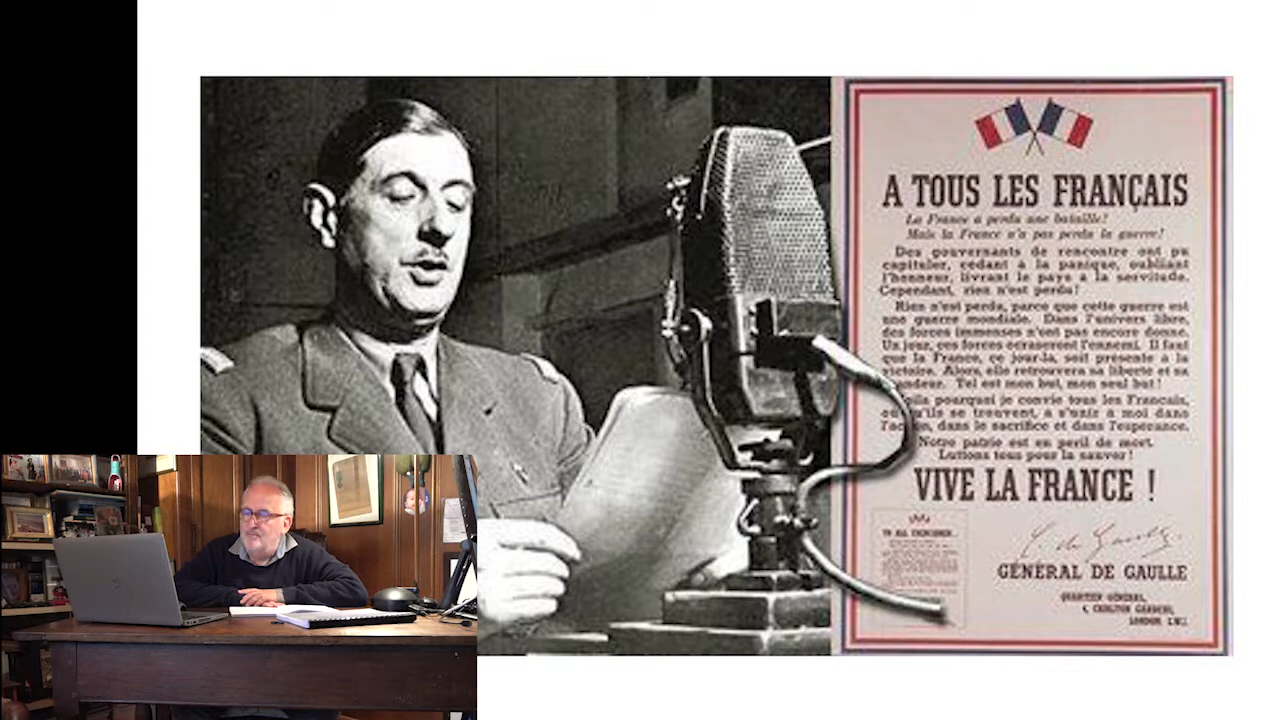 A TOUS LES FRANÇAIS
La France a perdu une bataille!
Mais la France n'a pas perdu la guerre!
Des gouvernants de rencontre ont pu
capituler, cédant à la panique, oubliant
l'honneur, livrant le pays à la servitude.
Cependant, rien n'est perdu!
Rien n'est perdu, parce que cette guerre est
une guerre mondiale. Dans l'univers libre,
des forces immenses n'ont pas encore donné.
Un jour, ces forces écraseront l'ennemi. Il faut
que la France, ce jour-là, soit présente à la
victoire. Alors, elle retrouvera sa liberté et sa
andeur. Tel est mon but, mon seul but!
oilà pourquoi je convie tous les Français,
où qu'ils se trouvent, à s'unir à moi dans
l'action, dans le sacrifice et dans l'espérance.
Notre patrie est en péril de mort.
Luttons tous pour la sauver!
VIVE LA FRANCE !
TO ALL FRENCHMEN
C. de Gaulle.
GÉNÉRAL DE GAULLE
QUARTIER GÉNÉRAL,
4, CARLTON GARDENS,
LONDON, S.W.1